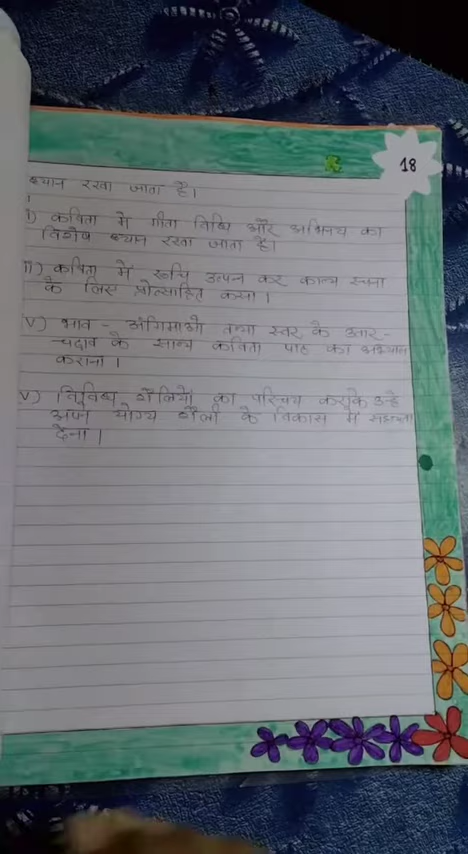 18
ध्यान रखा जाता है।
i) कविता में गीता विधि और अभिनय का
विशेष ध्यान रखा जाता है।
ii) कविता में रूचि उत्पन्न कर काव्य रचना
के लिए प्रोत्साहित करना।
V) भाव - भंगिमाओं तथा स्वर के उतार-
चढ़ाव के साथ कविता पाठ का अभ्यास
कराना।
V) विविध शैलियों का परिचय कराके उन्हें
अपने योग्य शैली के विकास में सहायता
देना।